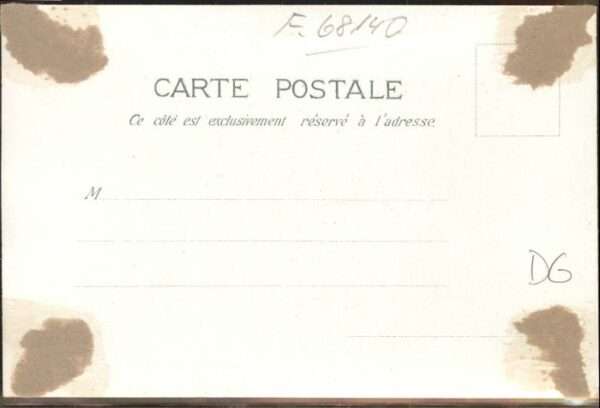 F. 68140
CARTE POSTALE
Ce côté est exclusivement réservé à l'adresse.
M
DG